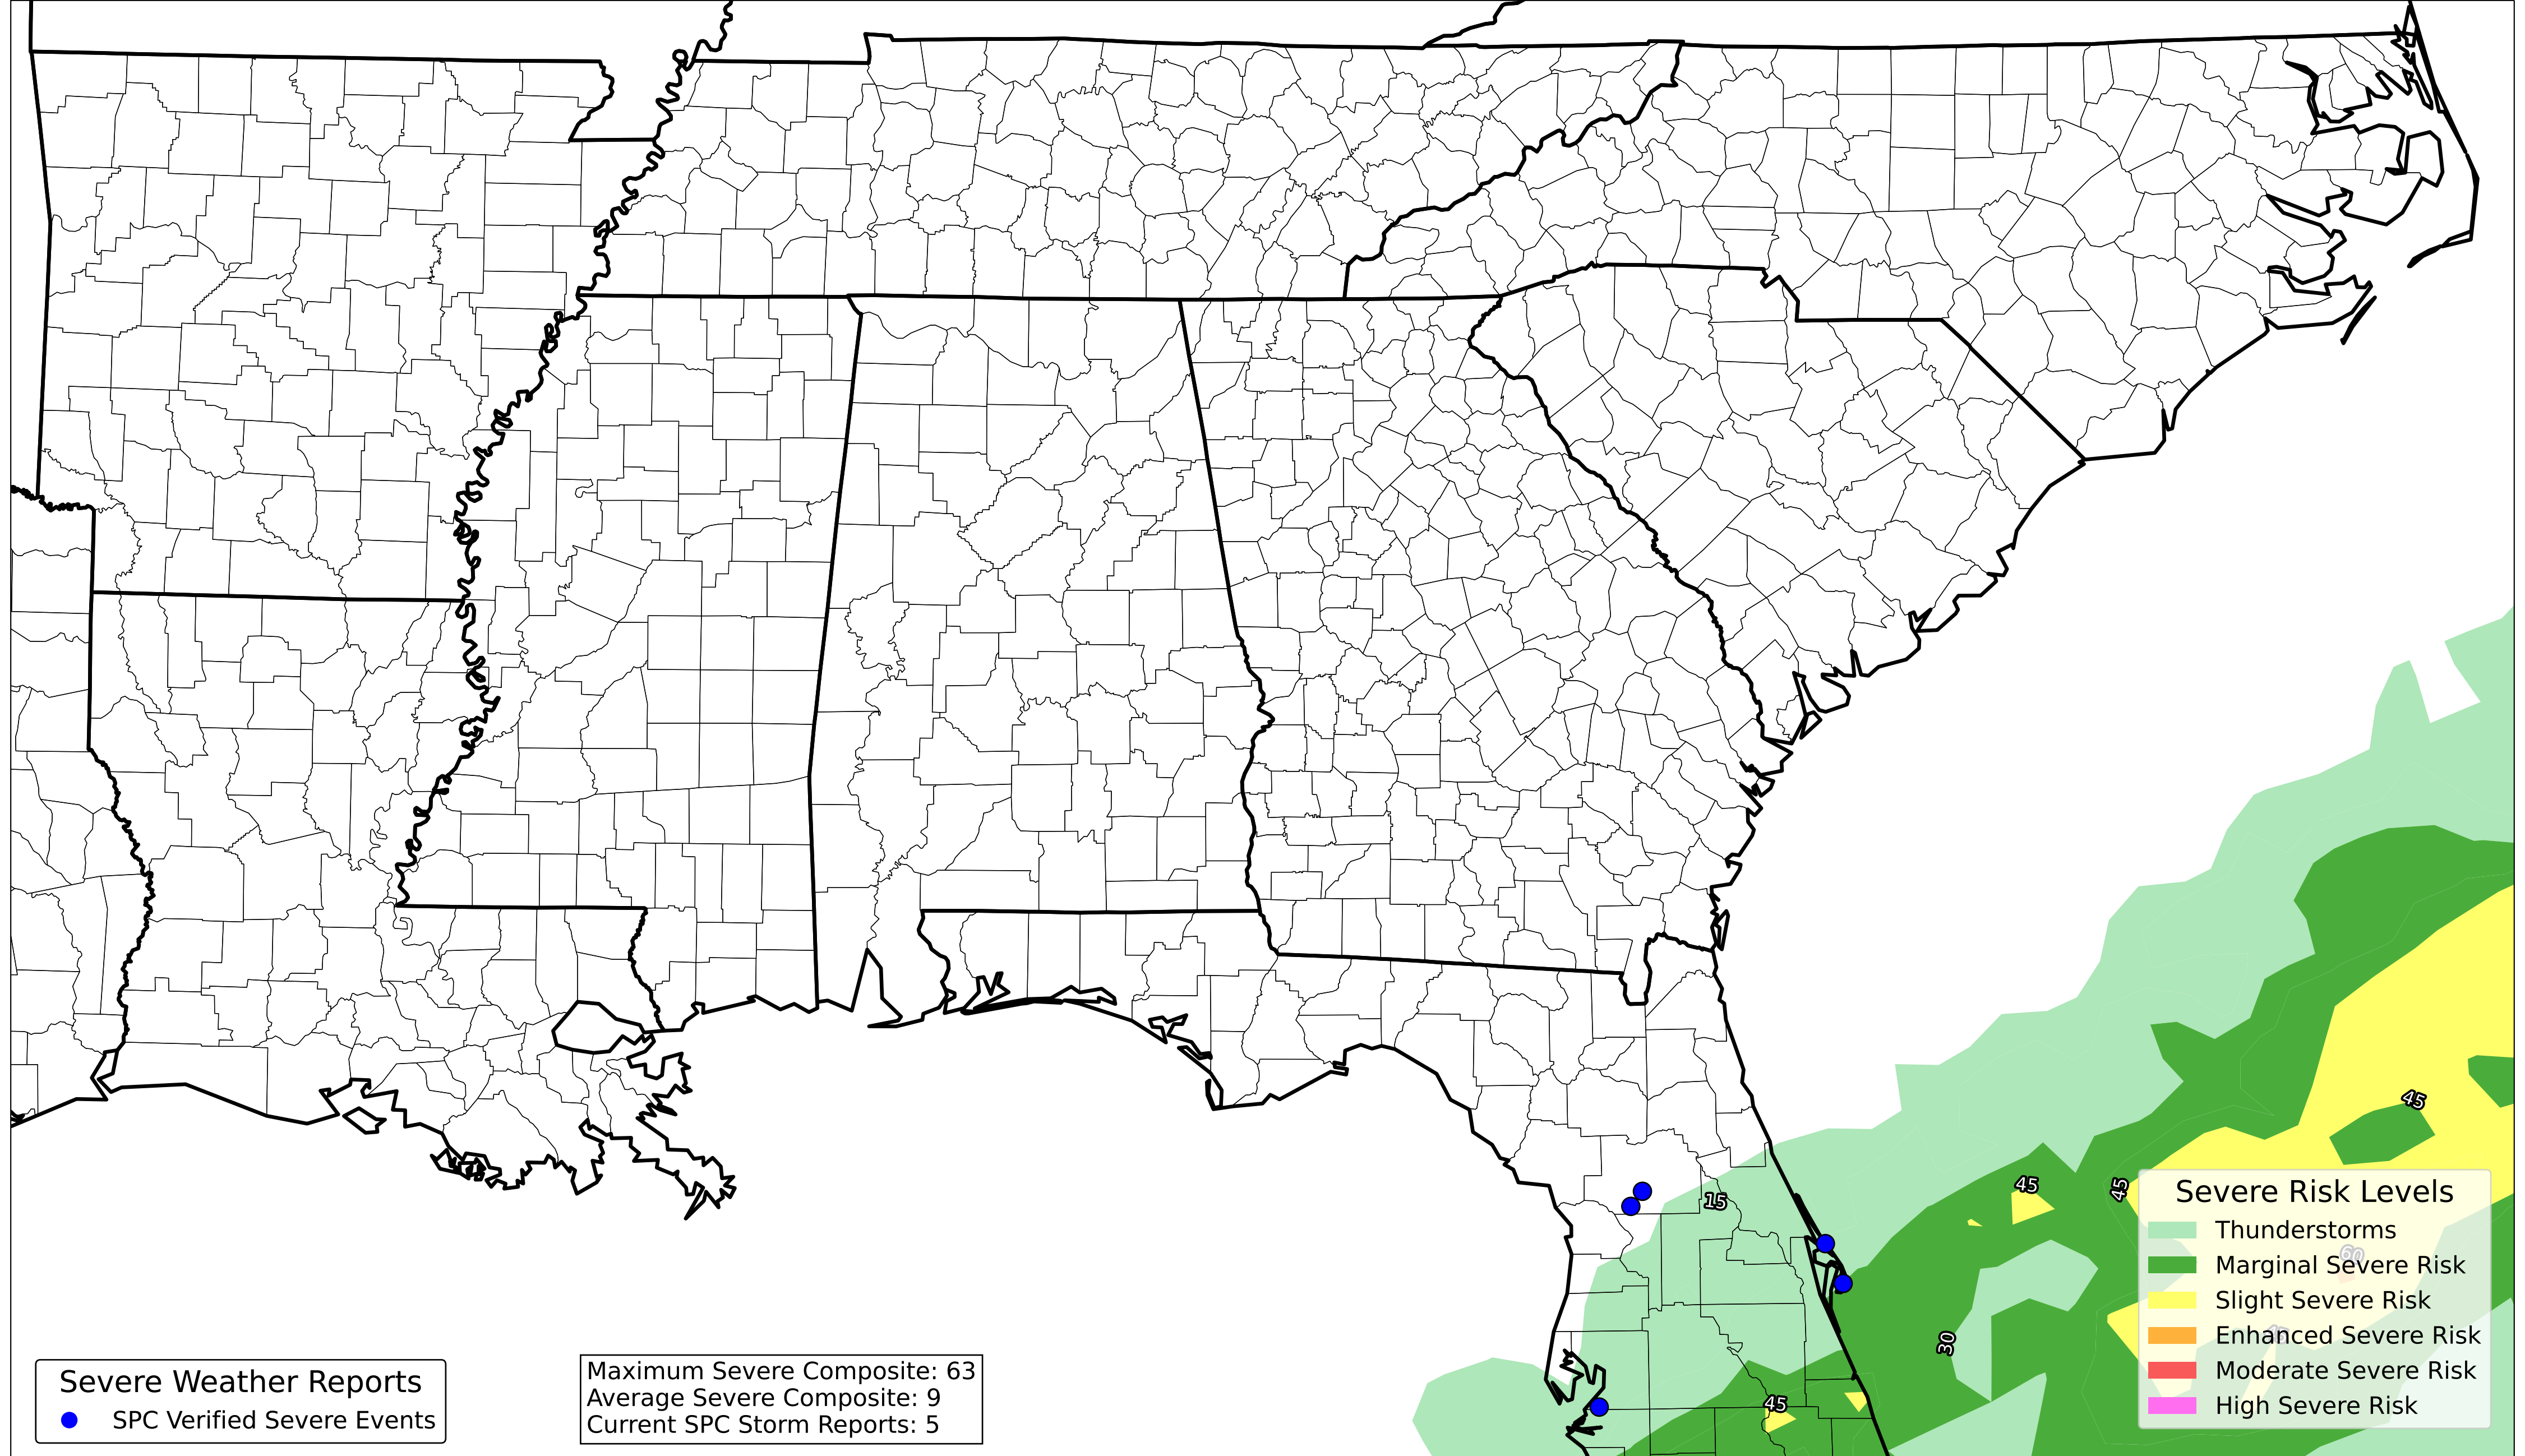 45
15
45
45
60
30
45
Severe Risk Levels
Thunderstorms
Marginal Severe Risk
Slight Severe Risk
Enhanced Severe Risk
Moderate Severe Risk
High Severe Risk
Severe Weather Reports
SPC Verified Severe Events
Maximum Severe Composite: 63
Average Severe Composite: 9
Current SPC Storm Reports: 5